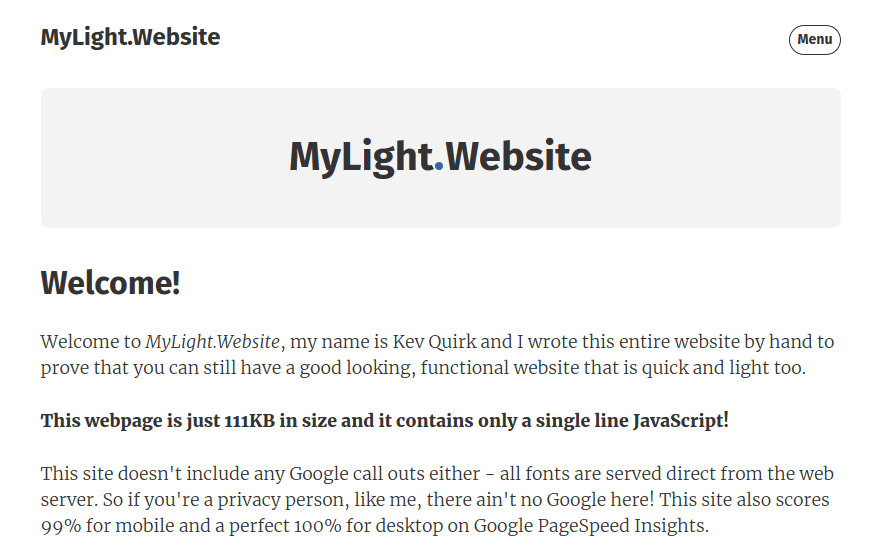 MyLight.Website
Menu
MyLight.Website
Welcome!
Welcome to MyLight.Website, my name is Kev Quirk and I wrote this entire website by hand to
prove that you can still have a good looking, functional website that is quick and light too.
This webpage is just 111KB in size and it contains only a single line JavaScript!
This site doesn't include any Google call outs either - all fonts are served direct from the web
server. So if you're a privacy person, like me, there ain't no Google here! This site also scores
99% for mobile and a perfect 100% for desktop on Google PageSpeed Insights.